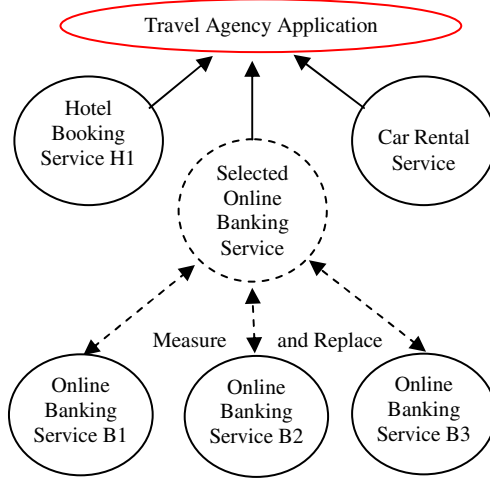 Travel Agency Application
Hotel
Booking
Service H1
Car Rental
Service
Selected
Online
Banking
Service
Measure and Replace
Online
Banking
Service B1
Online
Banking
Service B2
Online
Banking
Service B3